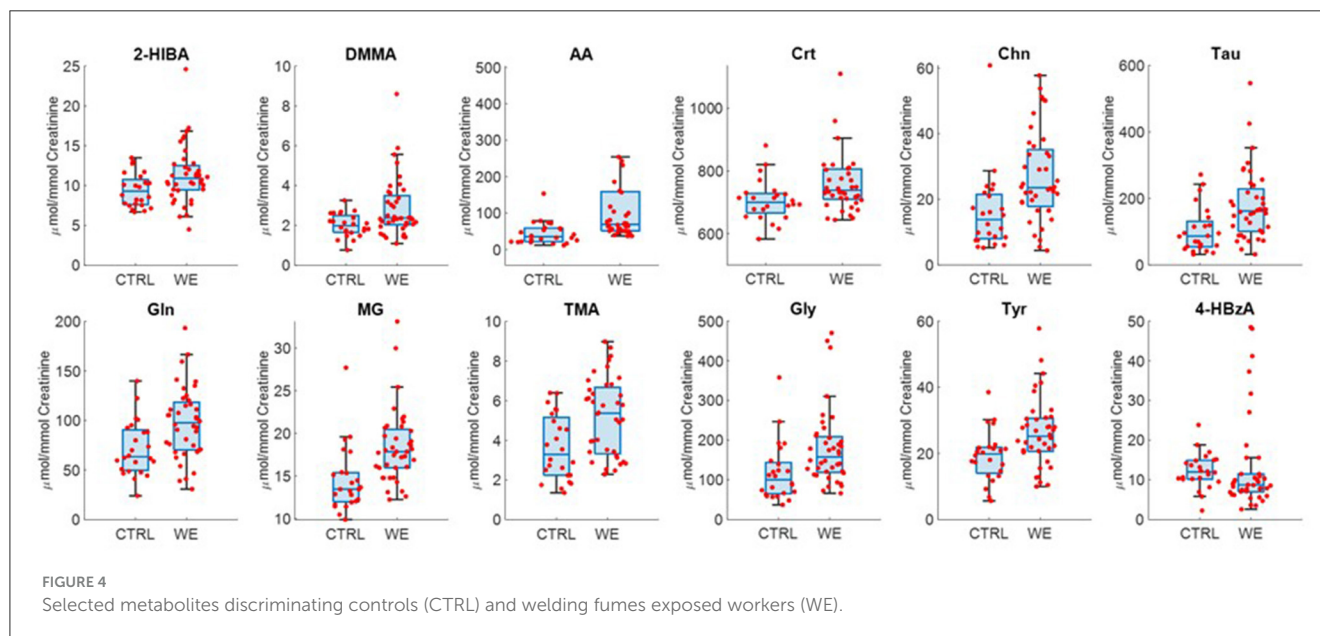 2-HIBA
DMMA
AA
Crt
Chn
Tau
25
20
15
10
5
0
μmol/mmol Creatinine
CTRL WE
10
8
6
4
2
0
μmol/mmol Creatinine
CTRL WE
500
400
300
200
100
0
μmol/mmol Creatinine
CTRL WE
1000
800
600
μmol/mmol Creatinine
CTRL WE
60
40
20
0
μmol/mmol Creatinine
CTRL WE
600
400
200
0
μmol/mmol Creatinine
CTRL WE
Gln
MG
TMA
Gly
Tyr
4-HBzA
200
150
100
50
0
μmol/mmol Creatinine
CTRL WE
30
25
20
15
10
μmol/mmol Creatinine
CTRL WE
10
8
6
4
2
0
μmol/mmol Creatinine
CTRL WE
500
400
300
200
100
0
μmol/mmol Creatinine
CTRL WE
60
40
20
0
μmol/mmol Creatinine
CTRL WE
50
40
30
20
10
0
μmol/mmol Creatinine
CTRL WE
FIGURE 4
Selected metabolites discriminating controls (CTRL) and welding fumes exposed workers (WE).